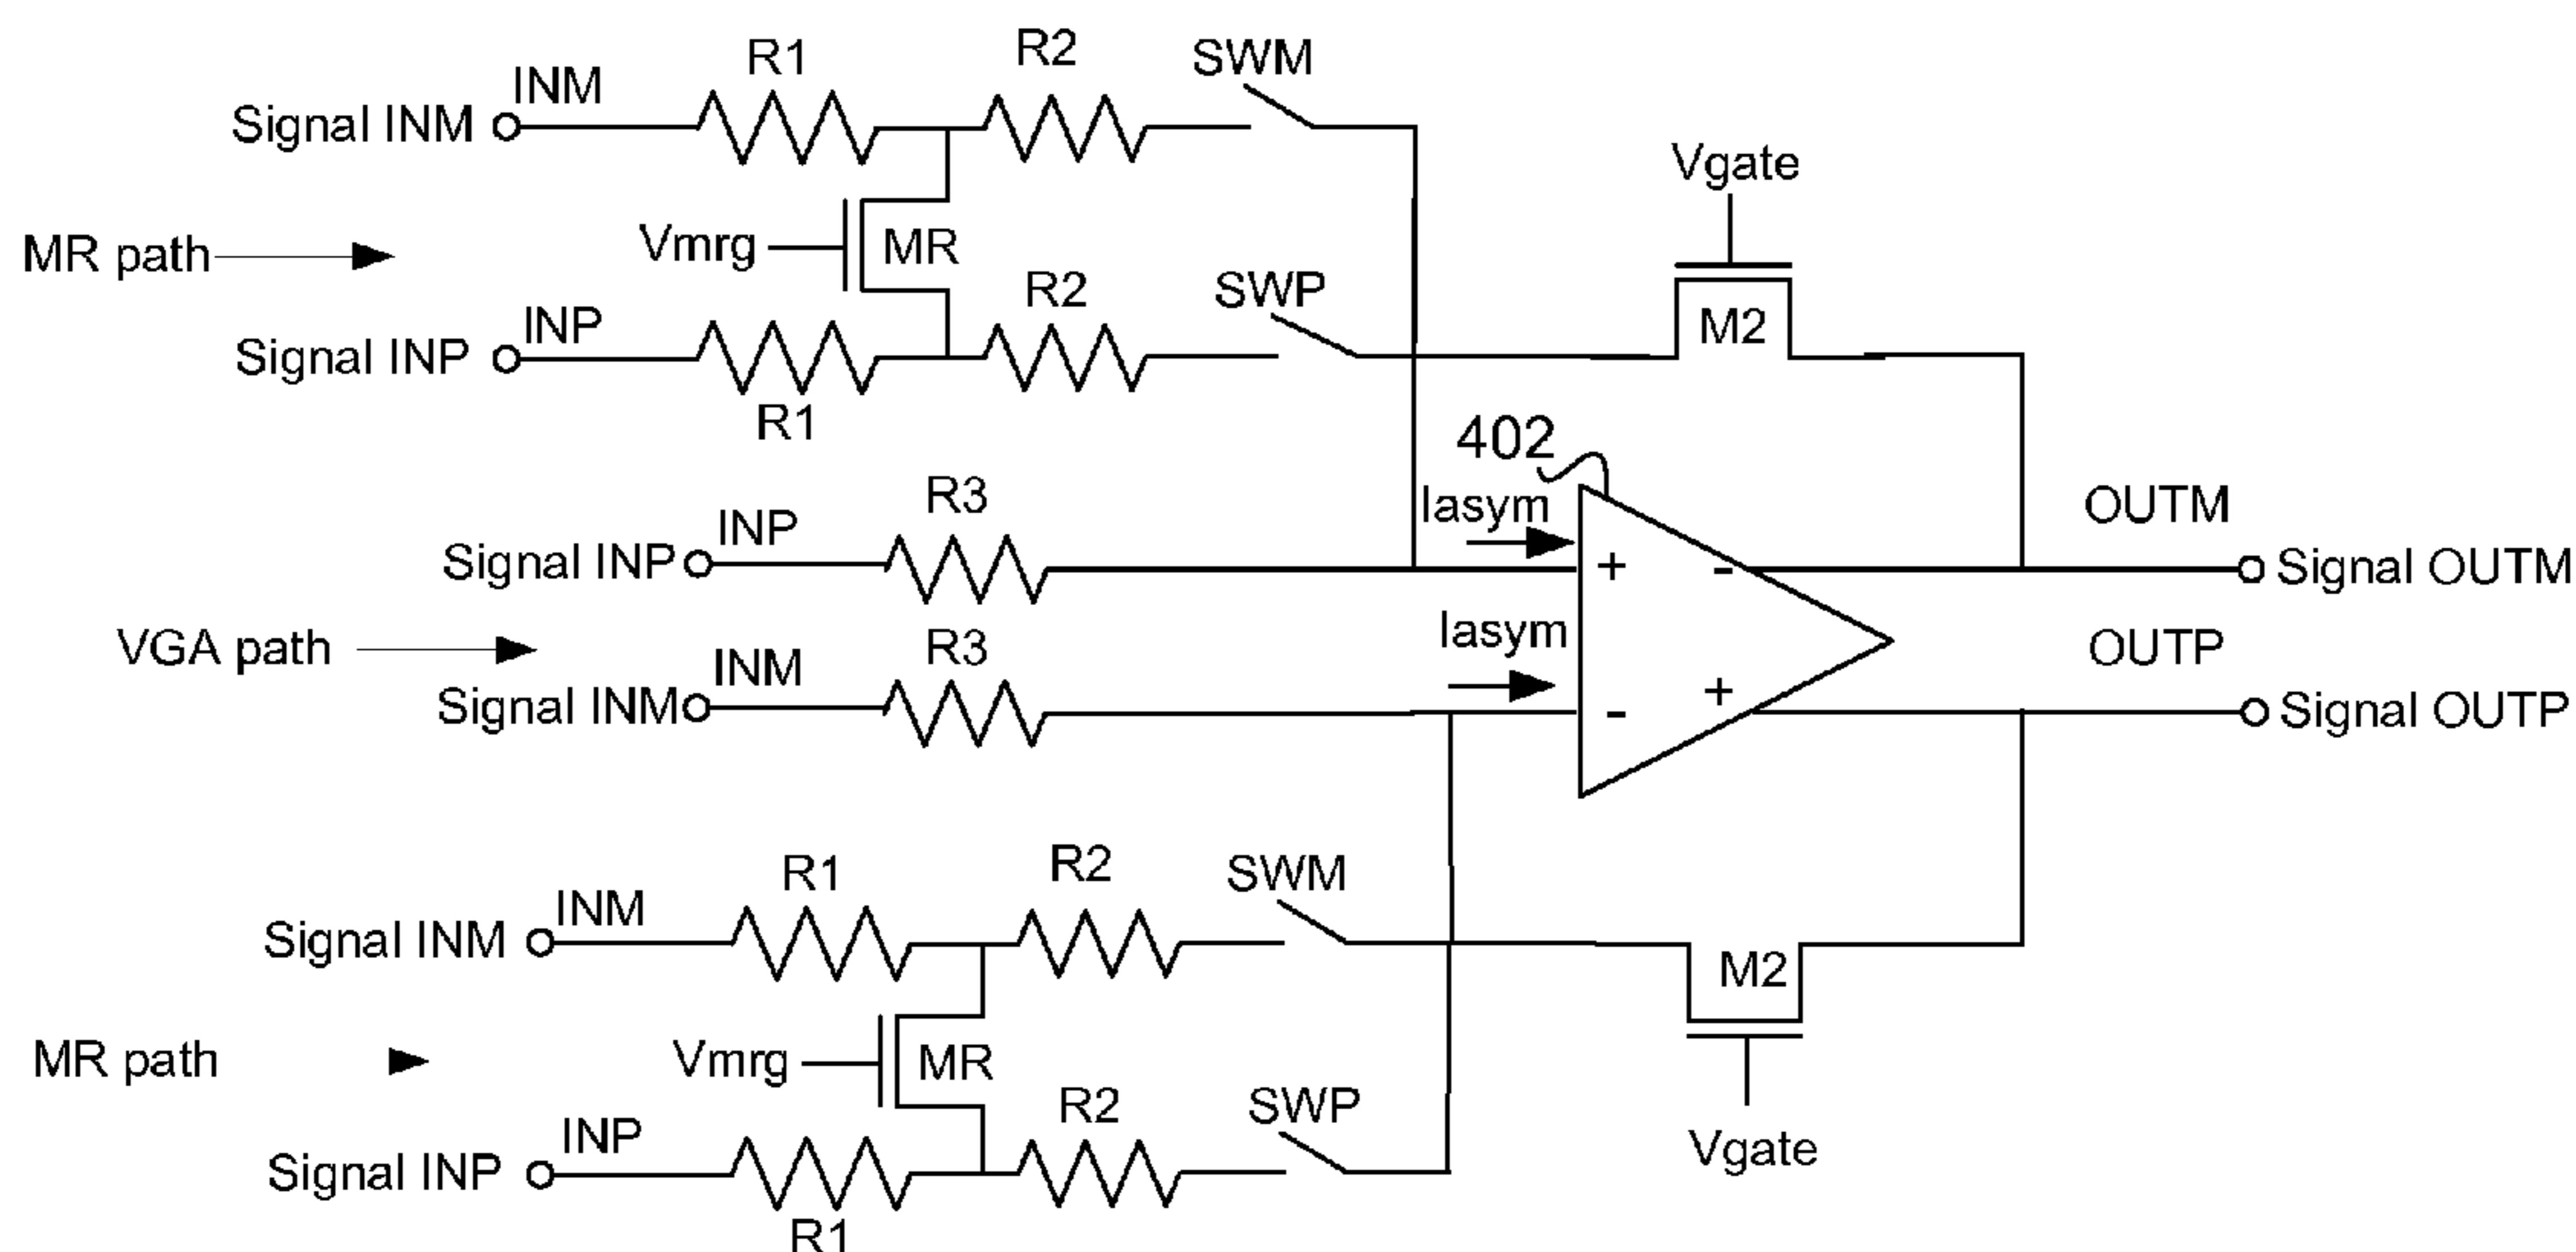 R1
R2
SWM
INM
Signal INM
Vgate
MR path
Vmrg
MR
R2
SWP
INP
Signal INP
M2
R1
402
Iasym
R3
INP
Signal INP
+
-
OUTM
Signal OUTM
VGA path
R3
Iasym
INM
Signal INM
-
+
OUTP
Signal OUTP
R1
R2
SWM
INM
Signal INM
M2
MR path
Vmrg
MR
R2
SWP
INP
Signal INP
Vgate
R1